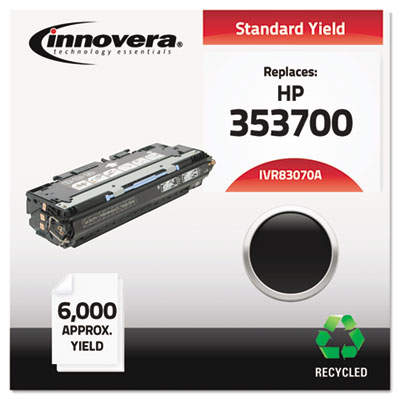 innovera®
technology essentials
Standard Yield
Replaces:
HP
353700
IVR83070A
6,000
APPROX.
YIELD
RECYCLED